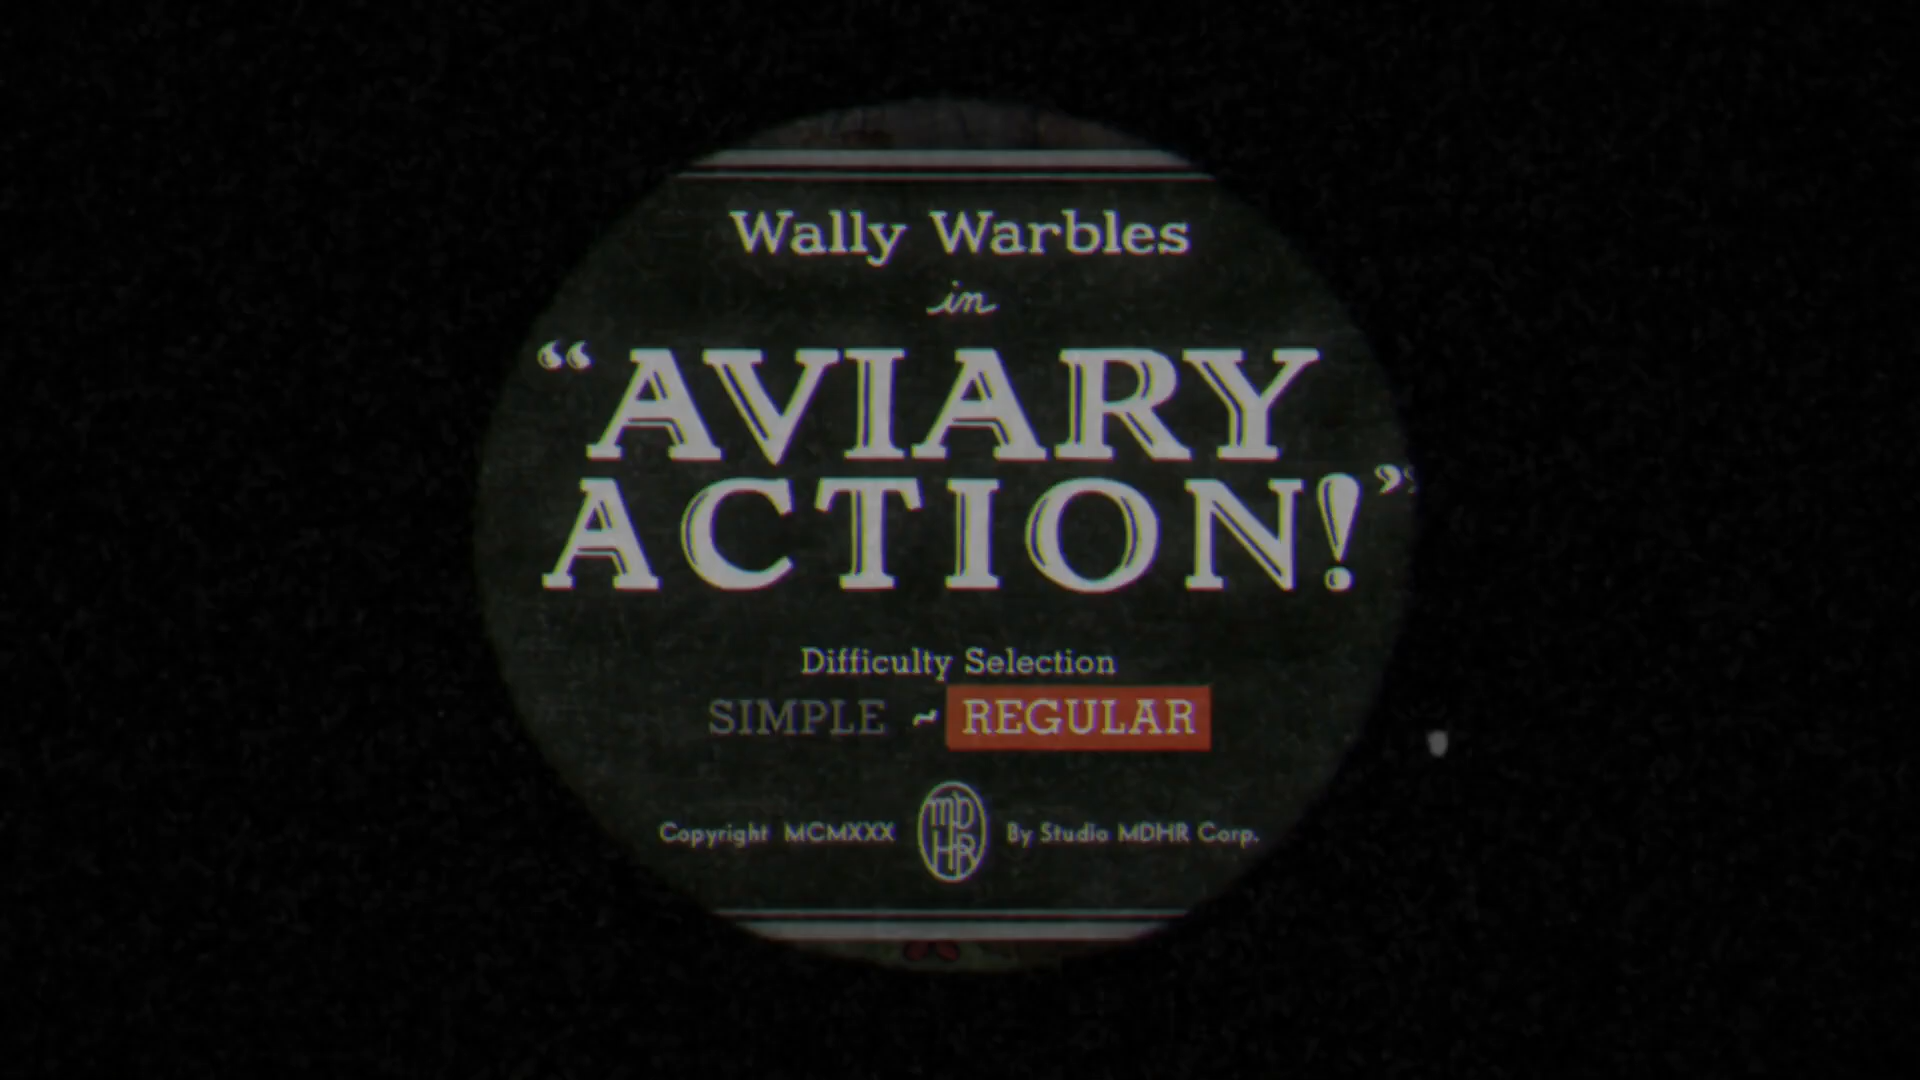 Wally Warbles
in
“AVIARY
ACTION!”
Difficulty Selection
SIMPLE ~ REGULAR
Copyright MCMXXX MDHR By Studio MDHR Corp.